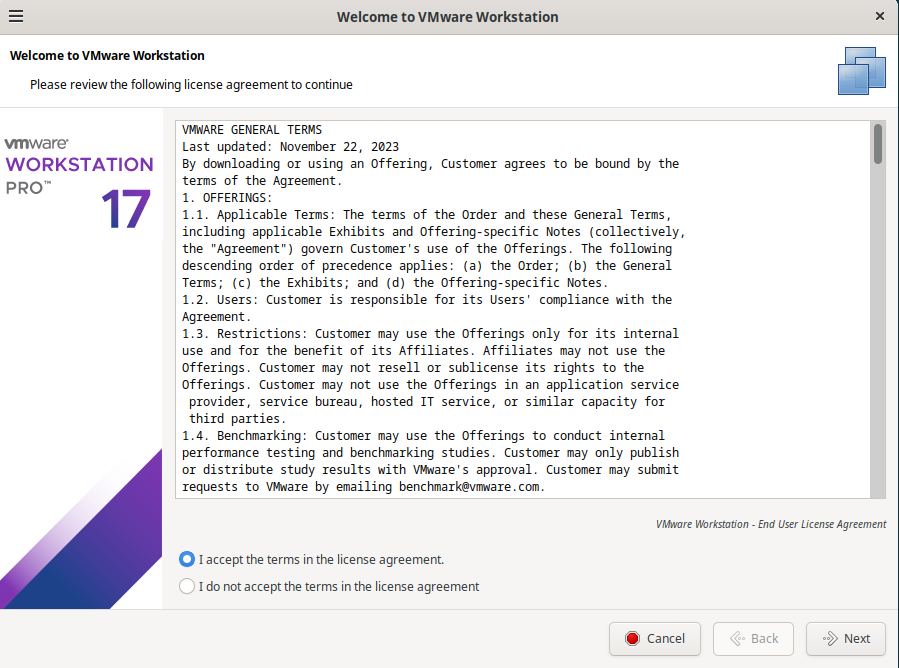 Welcome to VMware Workstation
Welcome to VMware Workstation
Please review the following license agreement to continue
vmware®
WORKSTATION
PRO™
17
VMWARE GENERAL TERMS
Last updated: November 22, 2023
By downloading or using an Offering, Customer agrees to be bound by the
terms of the Agreement.
1. OFFERINGS:
1.1. Applicable Terms: The terms of the Order and these General Terms,
including applicable Exhibits and Offering-specific Notes (collectively,
the "Agreement") govern Customer's use of the Offerings. The following
descending order of precedence applies: (a) the Order; (b) the General
Terms; (c) the Exhibits; and (d) the Offering-specific Notes.
1.2. Users: Customer is responsible for its Users' compliance with the
Agreement.
1.3. Restrictions: Customer may use the Offerings only for its internal
use and for the benefit of its Affiliates. Affiliates may not use the
Offerings. Customer may not resell or sublicense its rights to the
Offerings. Customer may not use the Offerings in an application service
provider, service bureau, hosted IT service, or similar capacity for
third parties.
1.4. Benchmarking: Customer may use the Offerings to conduct internal
performance testing and benchmarking studies. Customer may only publish
or distribute study results with VMware's approval. Customer may submit
requests to VMware by emailing benchmark@vmware.com.
VMware Workstation - End User License Agreement
I accept the terms in the license agreement.
I do not accept the terms in the license agreement
Cancel
Back
Next